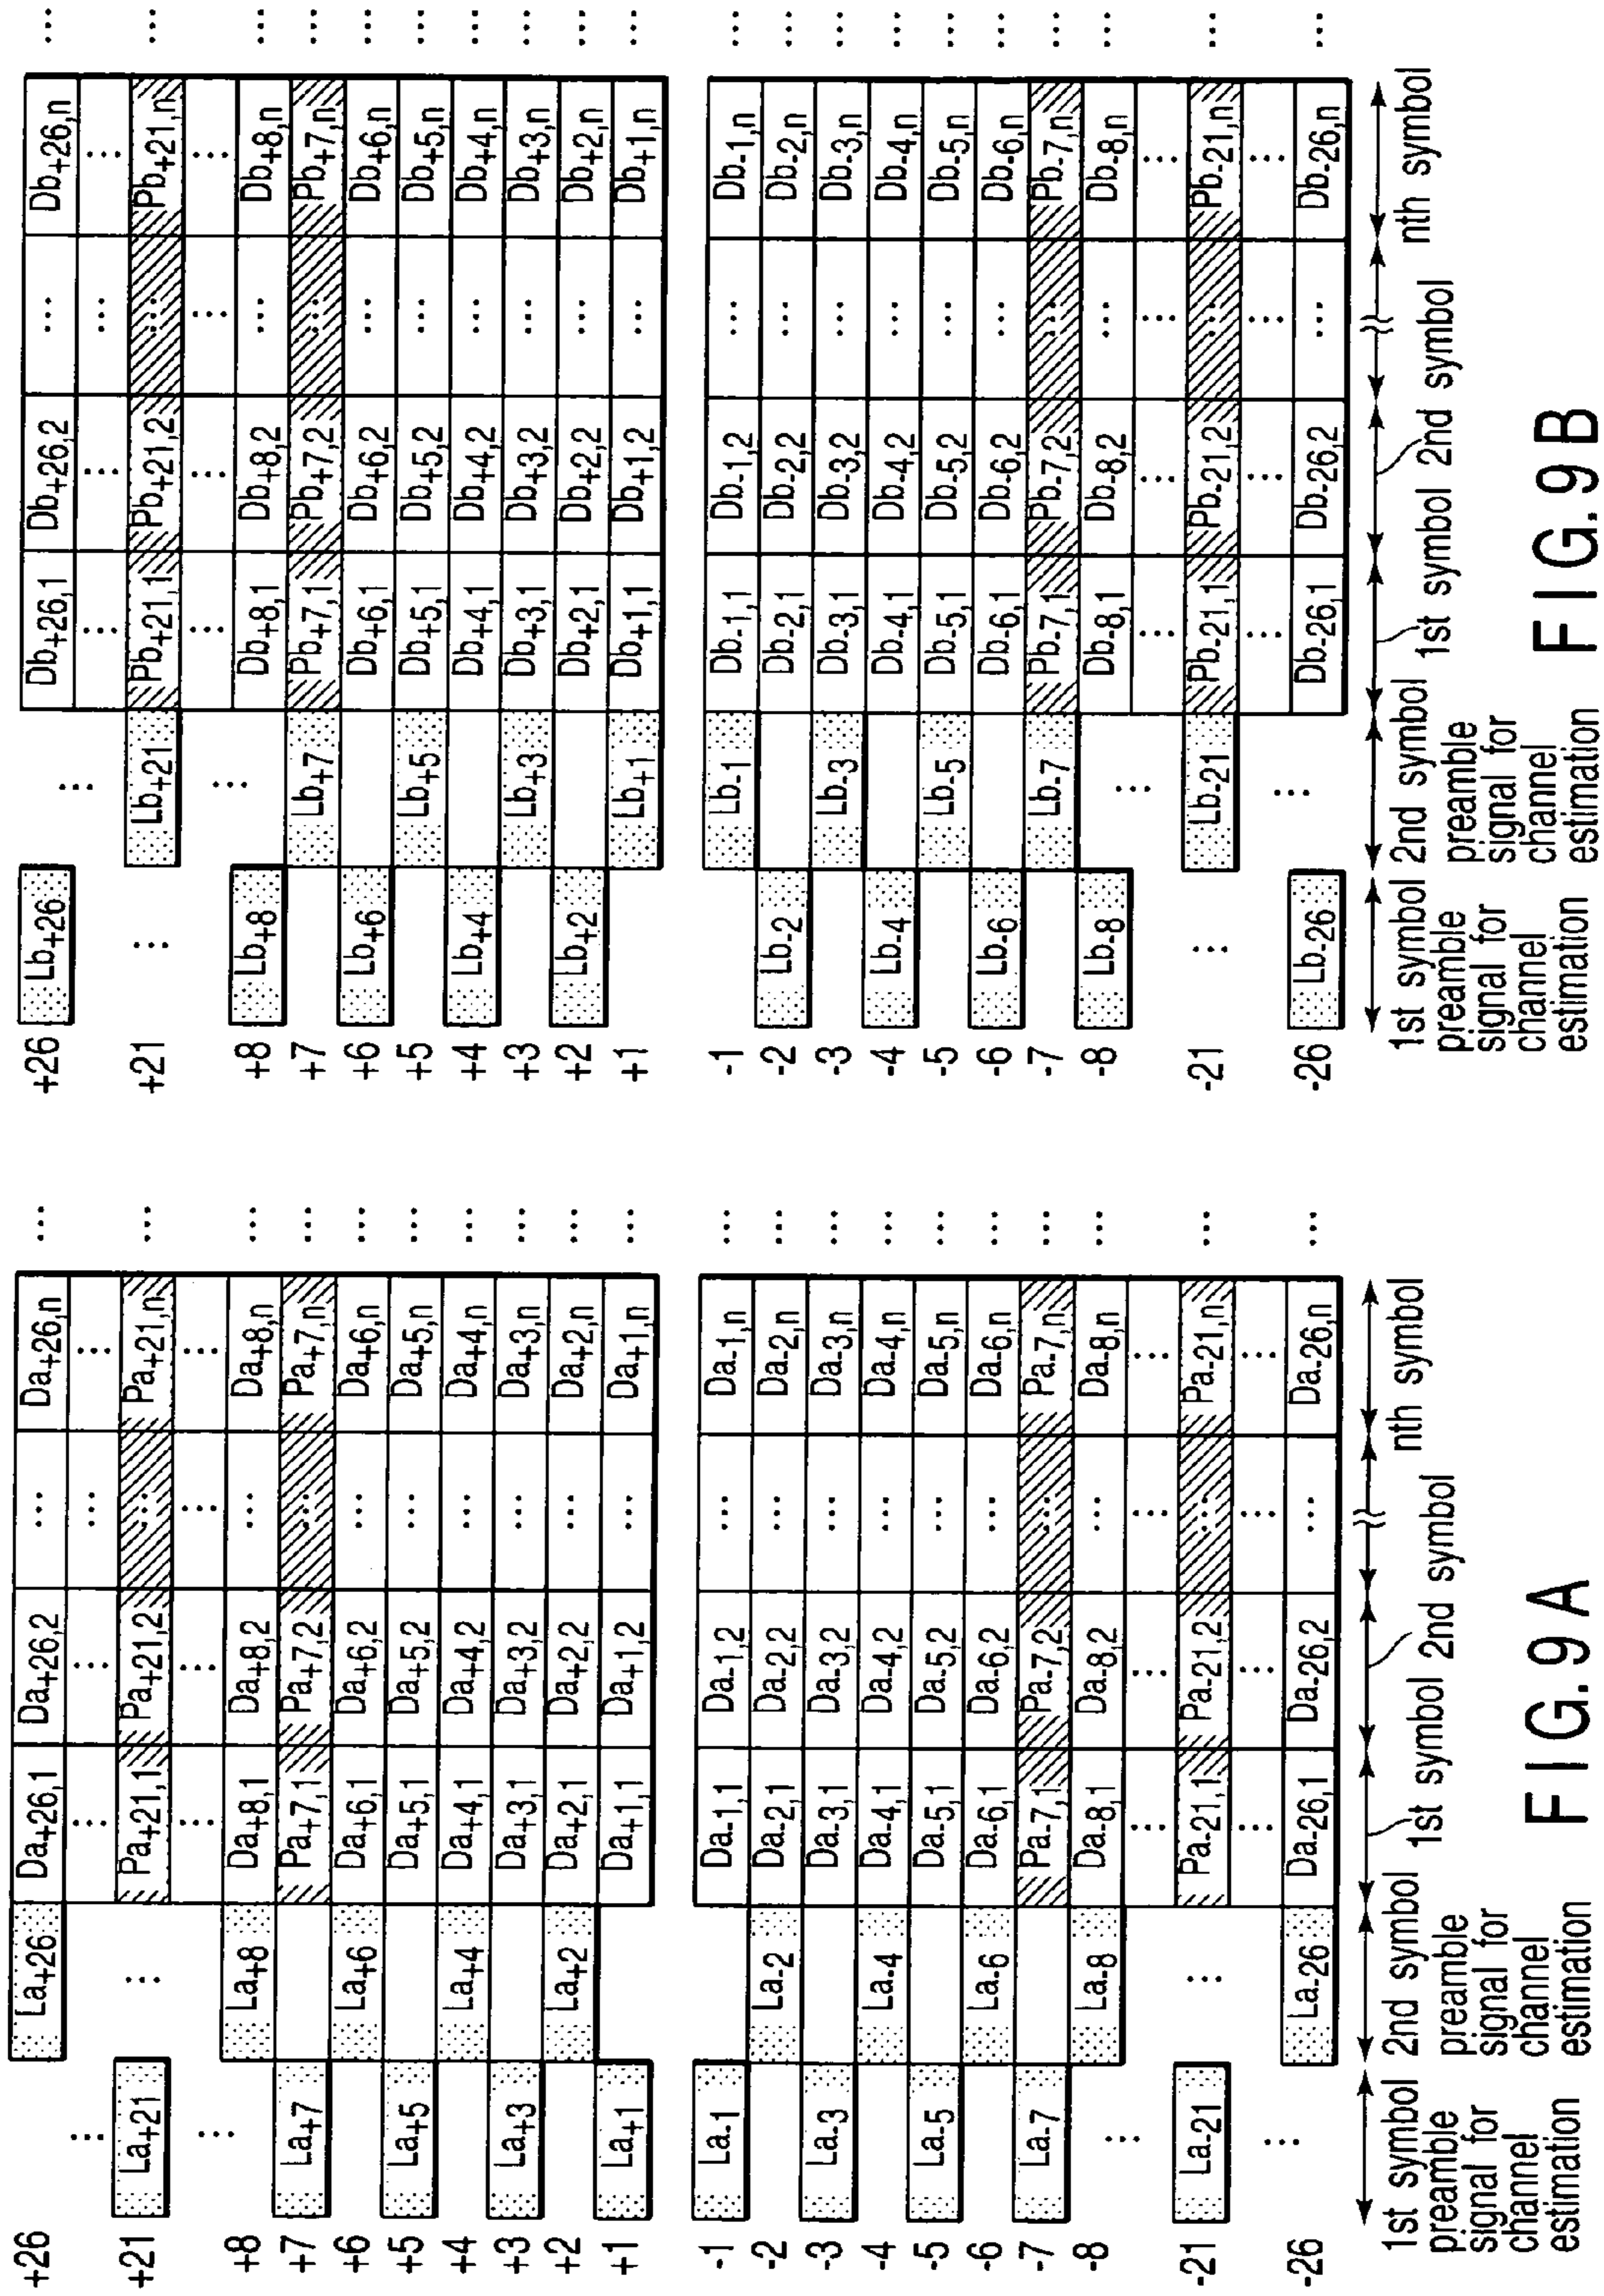 +26 La+26 Da+26,1 Da+26,2 ... Da+26,n ...
... ... ... ... ...
+21 La+21 ... Pa+21,1 Pa+21,2 ... Pa+21,n ...
... ... ... ... ...
+8 La+8 Da+8,1 Da+8,2 ... Da+8,n ...
+7 La+7 Pa+7,1 Pa+7,2 ... Pa+7,n ...
+6 La+6 Da+6,1 Da+6,2 ... Da+6,n ...
+5 La+5 Da+5,1 Da+5,2 ... Da+5,n ...
+4 La+4 Da+4,1 Da+4,2 ... Da+4,n ...
+3 La+3 Da+3,1 Da+3,2 ... Da+3,n ...
+2 La+2 Da+2,1 Da+2,2 ... Da+2,n ...
+1 La+1 Da+1,1 Da+1,2 ... Da+1,n ...
-1 La-1 Da-1,1 Da-1,2 ... Da-1,n ...
-2 La-2 Da-2,1 Da-2,2 ... Da-2,n ...
-3 La-3 Da-3,1 Da-3,2 ... Da-3,n ...
-4 La-4 Da-4,1 Da-4,2 ... Da-4,n ...
-5 La-5 Da-5,1 Da-5,2 ... Da-5,n ...
-6 La-6 Da-6,1 Da-6,2 ... Da-6,n ...
-7 La-7 Pa-7,1 Pa-7,2 ... Pa-7,n ...
-8 La-8 Da-8,1 Da-8,2 ... Da-8,n ...
... ... ... ... ...
-21 La-21 ... Pa-21,1 Pa-21,2 ... Pa-21,n ...
... ... ... ... ...
-26 La-26 Da-26,1 Da-26,2 ... Da-26,n ...
1st symbol 2nd symbol 1st symbol 2nd symbol nth symbol
preamble preamble
signal for signal for
channel channel
estimation estimation
FIG. 9A
+26 Lb+26 Db+26,1 Db+26,2 ... Db+26,n ...
... ... ... ... ...
+21 ... Lb+21 Pb+21,1 Pb+21,2 ... Pb+21,n ...
... ... ... ... ...
+8 Lb+8 Db+8,1 Db+8,2 ... Db+8,n ...
+7 Lb+7 Pb+7,1 Pb+7,2 ... Pb+7,n ...
+6 Lb+6 Db+6,1 Db+6,2 ... Db+6,n ...
+5 Lb+5 Db+5,1 Db+5,2 ... Db+5,n ...
+4 Lb+4 Db+4,1 Db+4,2 ... Db+4,n ...
+3 Lb+3 Db+3,1 Db+3,2 ... Db+3,n ...
+2 Lb+2 Db+2,1 Db+2,2 ... Db+2,n ...
+1 Lb+1 Db+1,1 Db+1,2 ... Db+1,n ...
-1 Lb-1 Db-1,1 Db-1,2 ... Db-1,n ...
-2 Lb-2 Db-2,1 Db-2,2 ... Db-2,n ...
-3 Lb-3 Db-3,1 Db-3,2 ... Db-3,n ...
-4 Lb-4 Db-4,1 Db-4,2 ... Db-4,n ...
-5 Lb-5 Db-5,1 Db-5,2 ... Db-5,n ...
-6 Lb-6 Db-6,1 Db-6,2 ... Db-6,n ...
-7 Lb-7 Pb-7,1 Pb-7,2 ... Pb-7,n ...
-8 Lb-8 Db-8,1 Db-8,2 ... Db-8,n ...
... ... ... ... ...
-21 ... Lb-21 Pb-21,1 Pb-21,2 ... Pb-21,n ...
... ... ... ... ...
-26 Lb-26 Db-26,1 Db-26,2 ... Db-26,n ...
1st symbol 2nd symbol 1st symbol 2nd symbol nth symbol
preamble preamble
signal for signal for
channel channel
estimation estimation
FIG. 9B